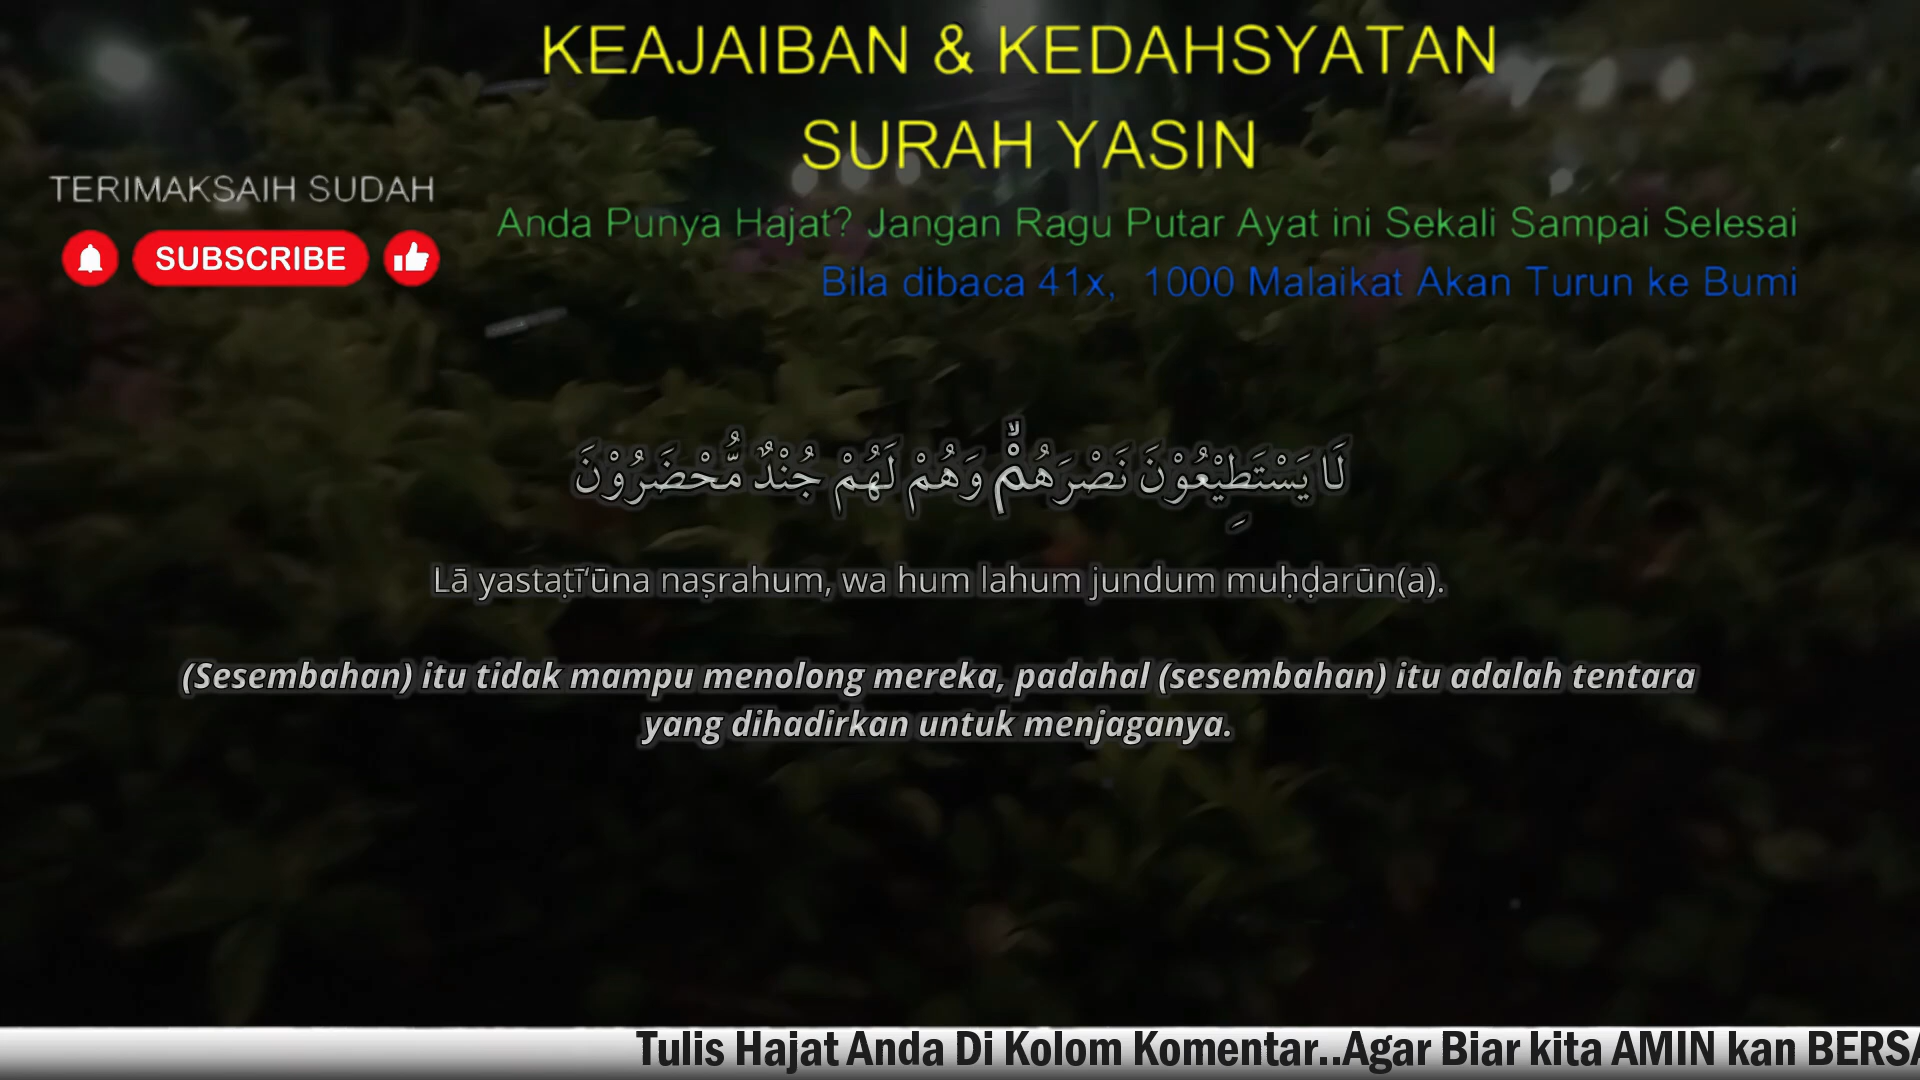 KEAJAIBAN & KEDAHSYATAN
SURAH YASIN
TERIMAKSAIH SUDAH
SUBSCRIBE
Anda Punya Hajat? Jangan Ragu Putar Ayat ini Sekali Sampai Selesai
Bila dibaca 41x, 1000 Malaikat Akan Turun ke Bumi
لَا يَسْتَطِيْعُوْنَ نَصْرَهُمْۙ وَهُمْ لَهُمْ جُنْدٌ مُّحْضَرُوْنَ
Lā yastaṭī‘ūna naṣrahum, wa hum lahum jundum muḥḍarūn(a).
(Sesembahan) itu tidak mampu menolong mereka, padahal (sesembahan) itu adalah tentara
yang dihadirkan untuk menjaganya.
Tulis Hajat Anda Di Kolom Komentar..Agar Biar kita AMIN kan BERSA